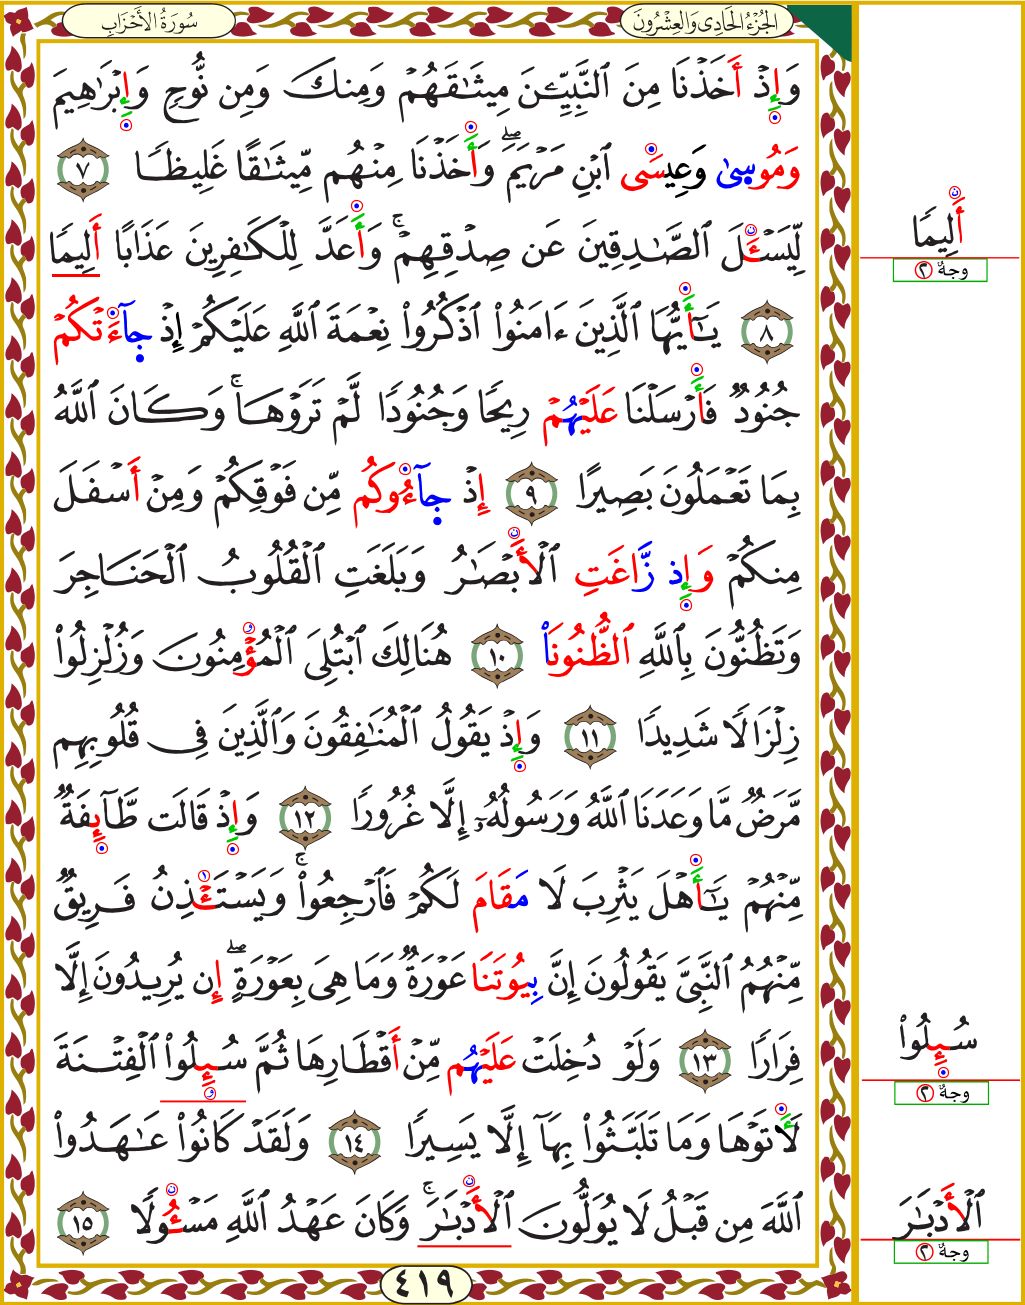 الجُزْءُ الحَادِي وَالعِشْرُونَ
سُورَةُ الأَحْزَابِ
وَإِذْ أَخَذْنَا مِنَ ٱلنَّبِيِّـۧنَ مِيثَٰقَهُمْ وَمِنكَ وَمِن نُّوحٍ وَإِبْرَٰهِيمَ
وَمُوسَىٰ وَعِيسَى ٱبْنِ مَرْيَمَۖ وَأَخَذْنَا مِنْهُم مِّيثَٰقًا غَلِيظًا ٧
لِّيَسْـَٔلَ ٱلصَّٰدِقِينَ عَن صِدْقِهِمْۚ وَأَعَدَّ لِلْكَٰفِرِينَ عَذَابًا أَلِيمًا
٨ يَٰٓأَيُّهَا ٱلَّذِينَ ءَامَنُوا۟ ٱذْكُرُوا۟ نِعْمَةَ ٱللَّهِ عَلَيْكُمْ إِذْ جَآءَتْكُمْ
جُنُودٌ فَأَرْسَلْنَا عَلَيْهِمْ رِيحًا وَجُنُودًا لَّمْ تَرَوْهَاۚ وَكَانَ ٱللَّهُ
بِمَا تَعْمَلُونَ بَصِيرًا ٩ إِذْ جَآءُوكُم مِّن فَوْقِكُمْ وَمِنْ أَسْفَلَ
مِنكُمْ وَإِذ زَّاغَتِ ٱلْأَبْصَٰرُ وَبَلَغَتِ ٱلْقُلُوبُ ٱلْحَنَاجِرَ
وَتَظُنُّونَ بِٱللَّهِ ٱلظُّنُونَا۟ ١٠ هُنَالِكَ ٱبْتُلِيَ ٱلْمُؤْمِنُونَ وَزُلْزِلُوا۟
زِلْزَالًا شَدِيدًا ١١ وَإِذْ يَقُولُ ٱلْمُنَٰفِقُونَ وَٱلَّذِينَ فِى قُلُوبِهِم
مَّرَضٌ مَّا وَعَدَنَا ٱللَّهُ وَرَسُولُهُۥٓ إِلَّا غُرُورًا ١٢ وَإِذْ قَالَت طَّآئِفَةٌ
مِّنْهُمْ يَٰٓأَهْلَ يَثْرِبَ لَا مَقَامَ لَكُمْ فَٱرْجِعُوا۟ۚ وَيَسْتَـْٔذِنُ فَرِيقٌ
مِّنْهُمُ ٱلنَّبِىَّ يَقُولُونَ إِنَّ بِيُوتَنَا عَوْرَةٌ وَمَا هِىَ بِعَوْرَةٍۖ إِن يُرِيدُونَ إِلَّا
فِرَارًا ١٣ وَلَوْ دُخِلَتْ عَلَيْهِم مِّنْ أَقْطَارِهَا ثُمَّ سُئِلُوا۟ ٱلْفِتْنَةَ
لَأَتَوْهَا وَمَا تَلَبَّثُوا۟ بِهَآ إِلَّا يَسِيرًا ١٤ وَلَقَدْ كَانُوا۟ عَٰهَدُوا۟
ٱللَّهَ مِن قَبْلُ لَا يُوَلُّونَ ٱلْأَدْبَٰرَۚ وَكَانَ عَهْدُ ٱللَّهِ مَسْـُٔولًا ١٥
٤١٩
أَلِيمًا
وجهٌ ٢
سُئِلُوا۟
وجهٌ ٢
ٱلْأَدْبَٰرَ
وجهٌ ٢